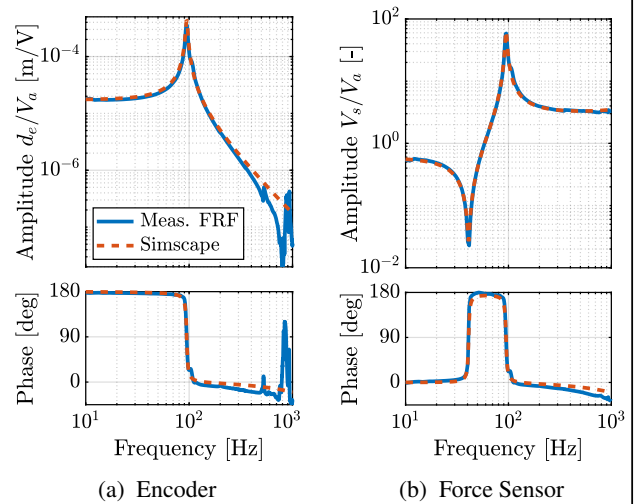 Amplitude d_e/V_a [m/V]
10^{-4}
10^{-6}
Meas. FRF
Simscape
Phase [deg]
180
90
0
10^1
10^2
10^3
Frequency [Hz]
(a) Encoder
Amplitude V_s/V_a [-]
10^2
10^0
10^{-2}
Phase [deg]
180
90
0
10^1
10^2
10^3
Frequency [Hz]
(b) Force Sensor